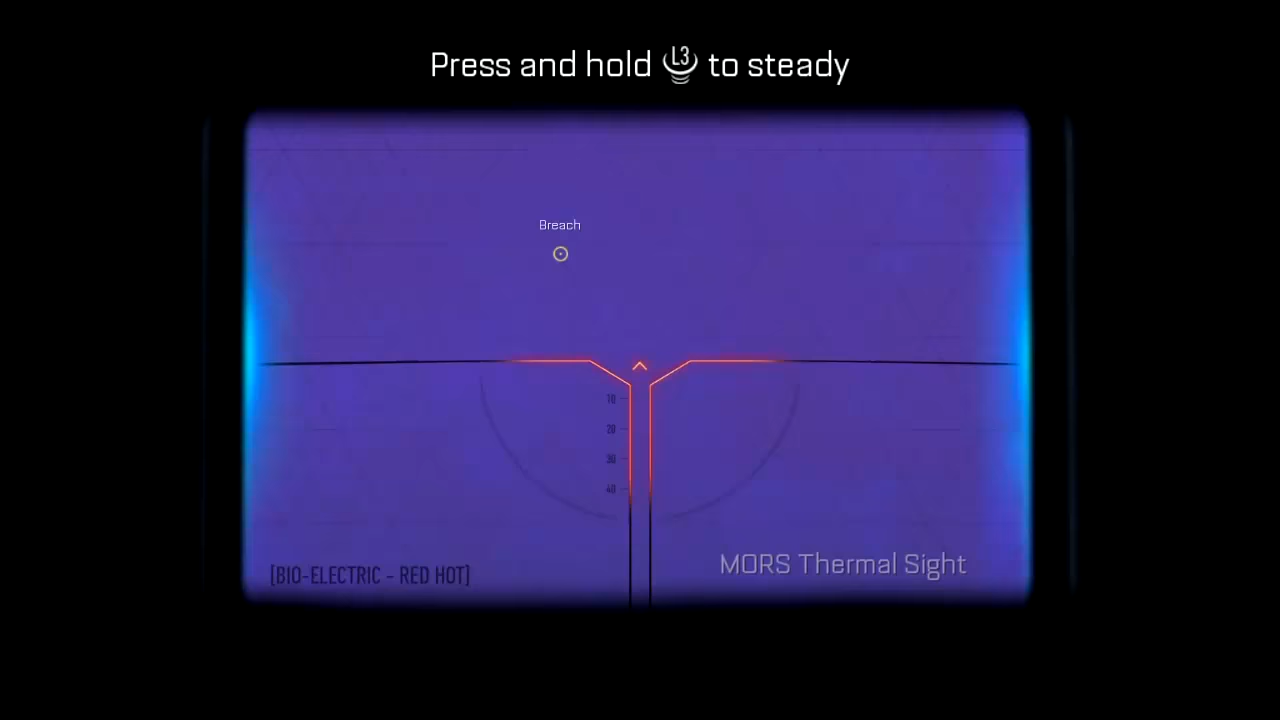 Press and hold L3 to steady
Breach
10
20
30
40
[BIO-ELECTRIC - RED HOT]
MORS Thermal Sight